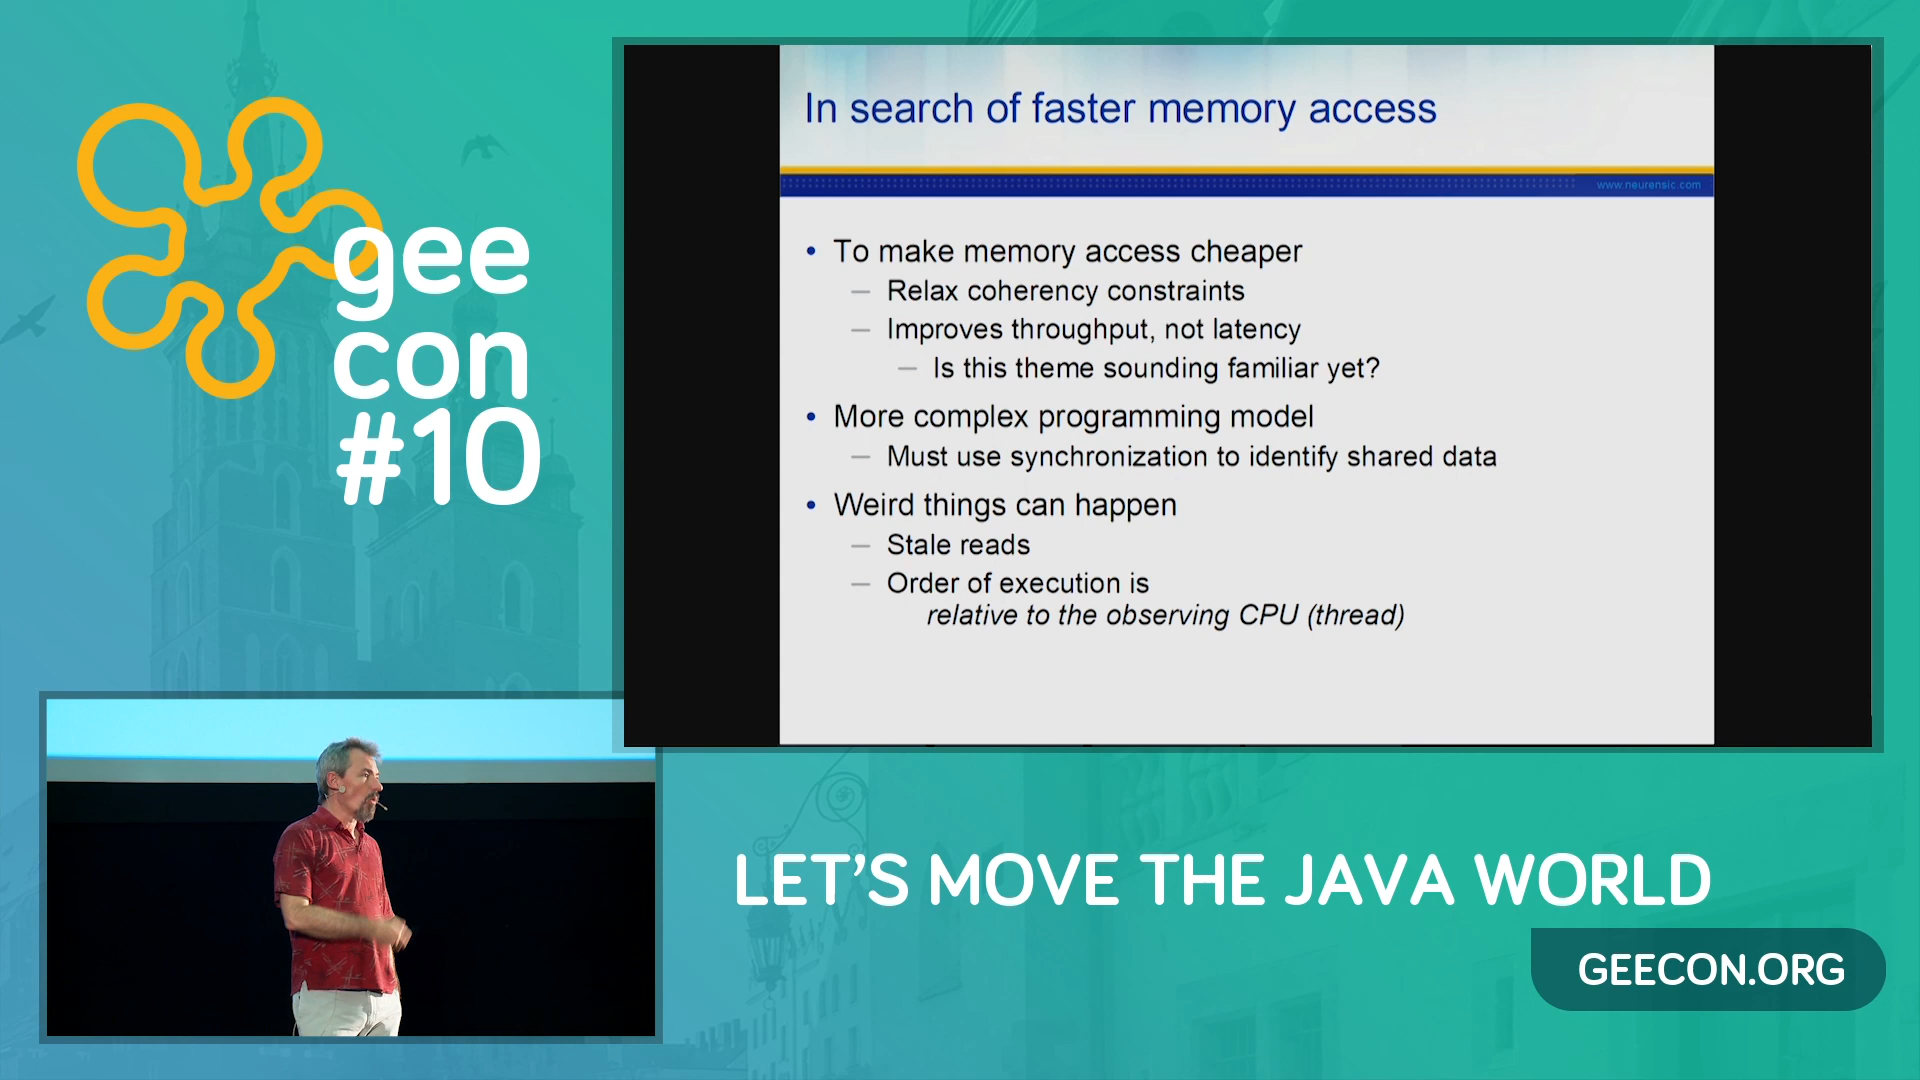 gee
con
#10
In search of faster memory access
www.neurensic.com
• To make memory access cheaper
– Relax coherency constraints
– Improves throughput, not latency
– Is this theme sounding familiar yet?
• More complex programming model
– Must use synchronization to identify shared data
• Weird things can happen
– Stale reads
– Order of execution is
relative to the observing CPU (thread)
LET'S MOVE THE JAVA WORLD
GEECON.ORG